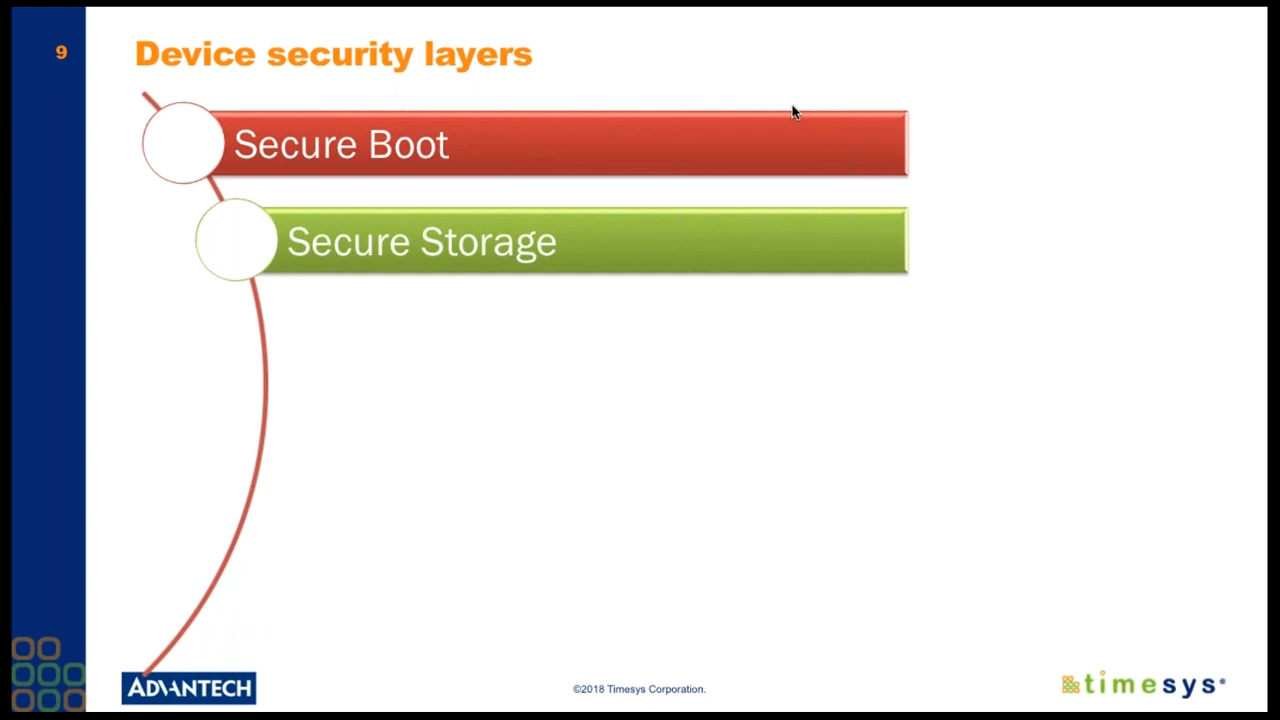 9
Device security layers
Secure Boot
Secure Storage
ADVANTECH
©2018 Timesys Corporation.
timesys